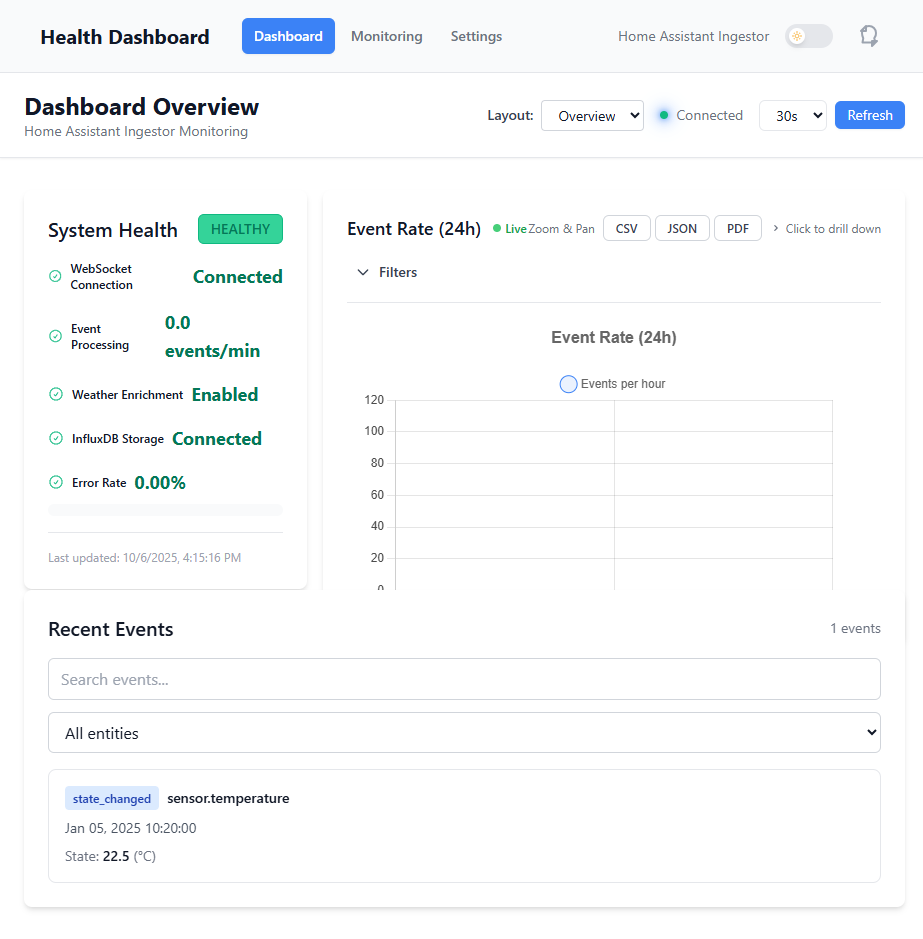 Health Dashboard
Dashboard
Monitoring
Settings
Home Assistant Ingestor
Dashboard Overview
Home Assistant Ingestor Monitoring
Layout:
Overview
Connected
30s
Refresh
System Health
HEALTHY
WebSocket
Connection
Connected
Event
Processing
0.0
events/min
Weather Enrichment
Enabled
InfluxDB Storage
Connected
Error Rate
0.00%
Last updated: 10/6/2025, 4:15:16 PM
Event Rate (24h)
Live
Zoom & Pan
CSV
JSON
PDF
Click to drill down
Filters
Event Rate (24h)
Events per hour
120
100
80
60
40
20
0
Recent Events
1 events
Search events...
All entities
state_changed
sensor.temperature
Jan 05, 2025 10:20:00
State: 22.5 (°C)